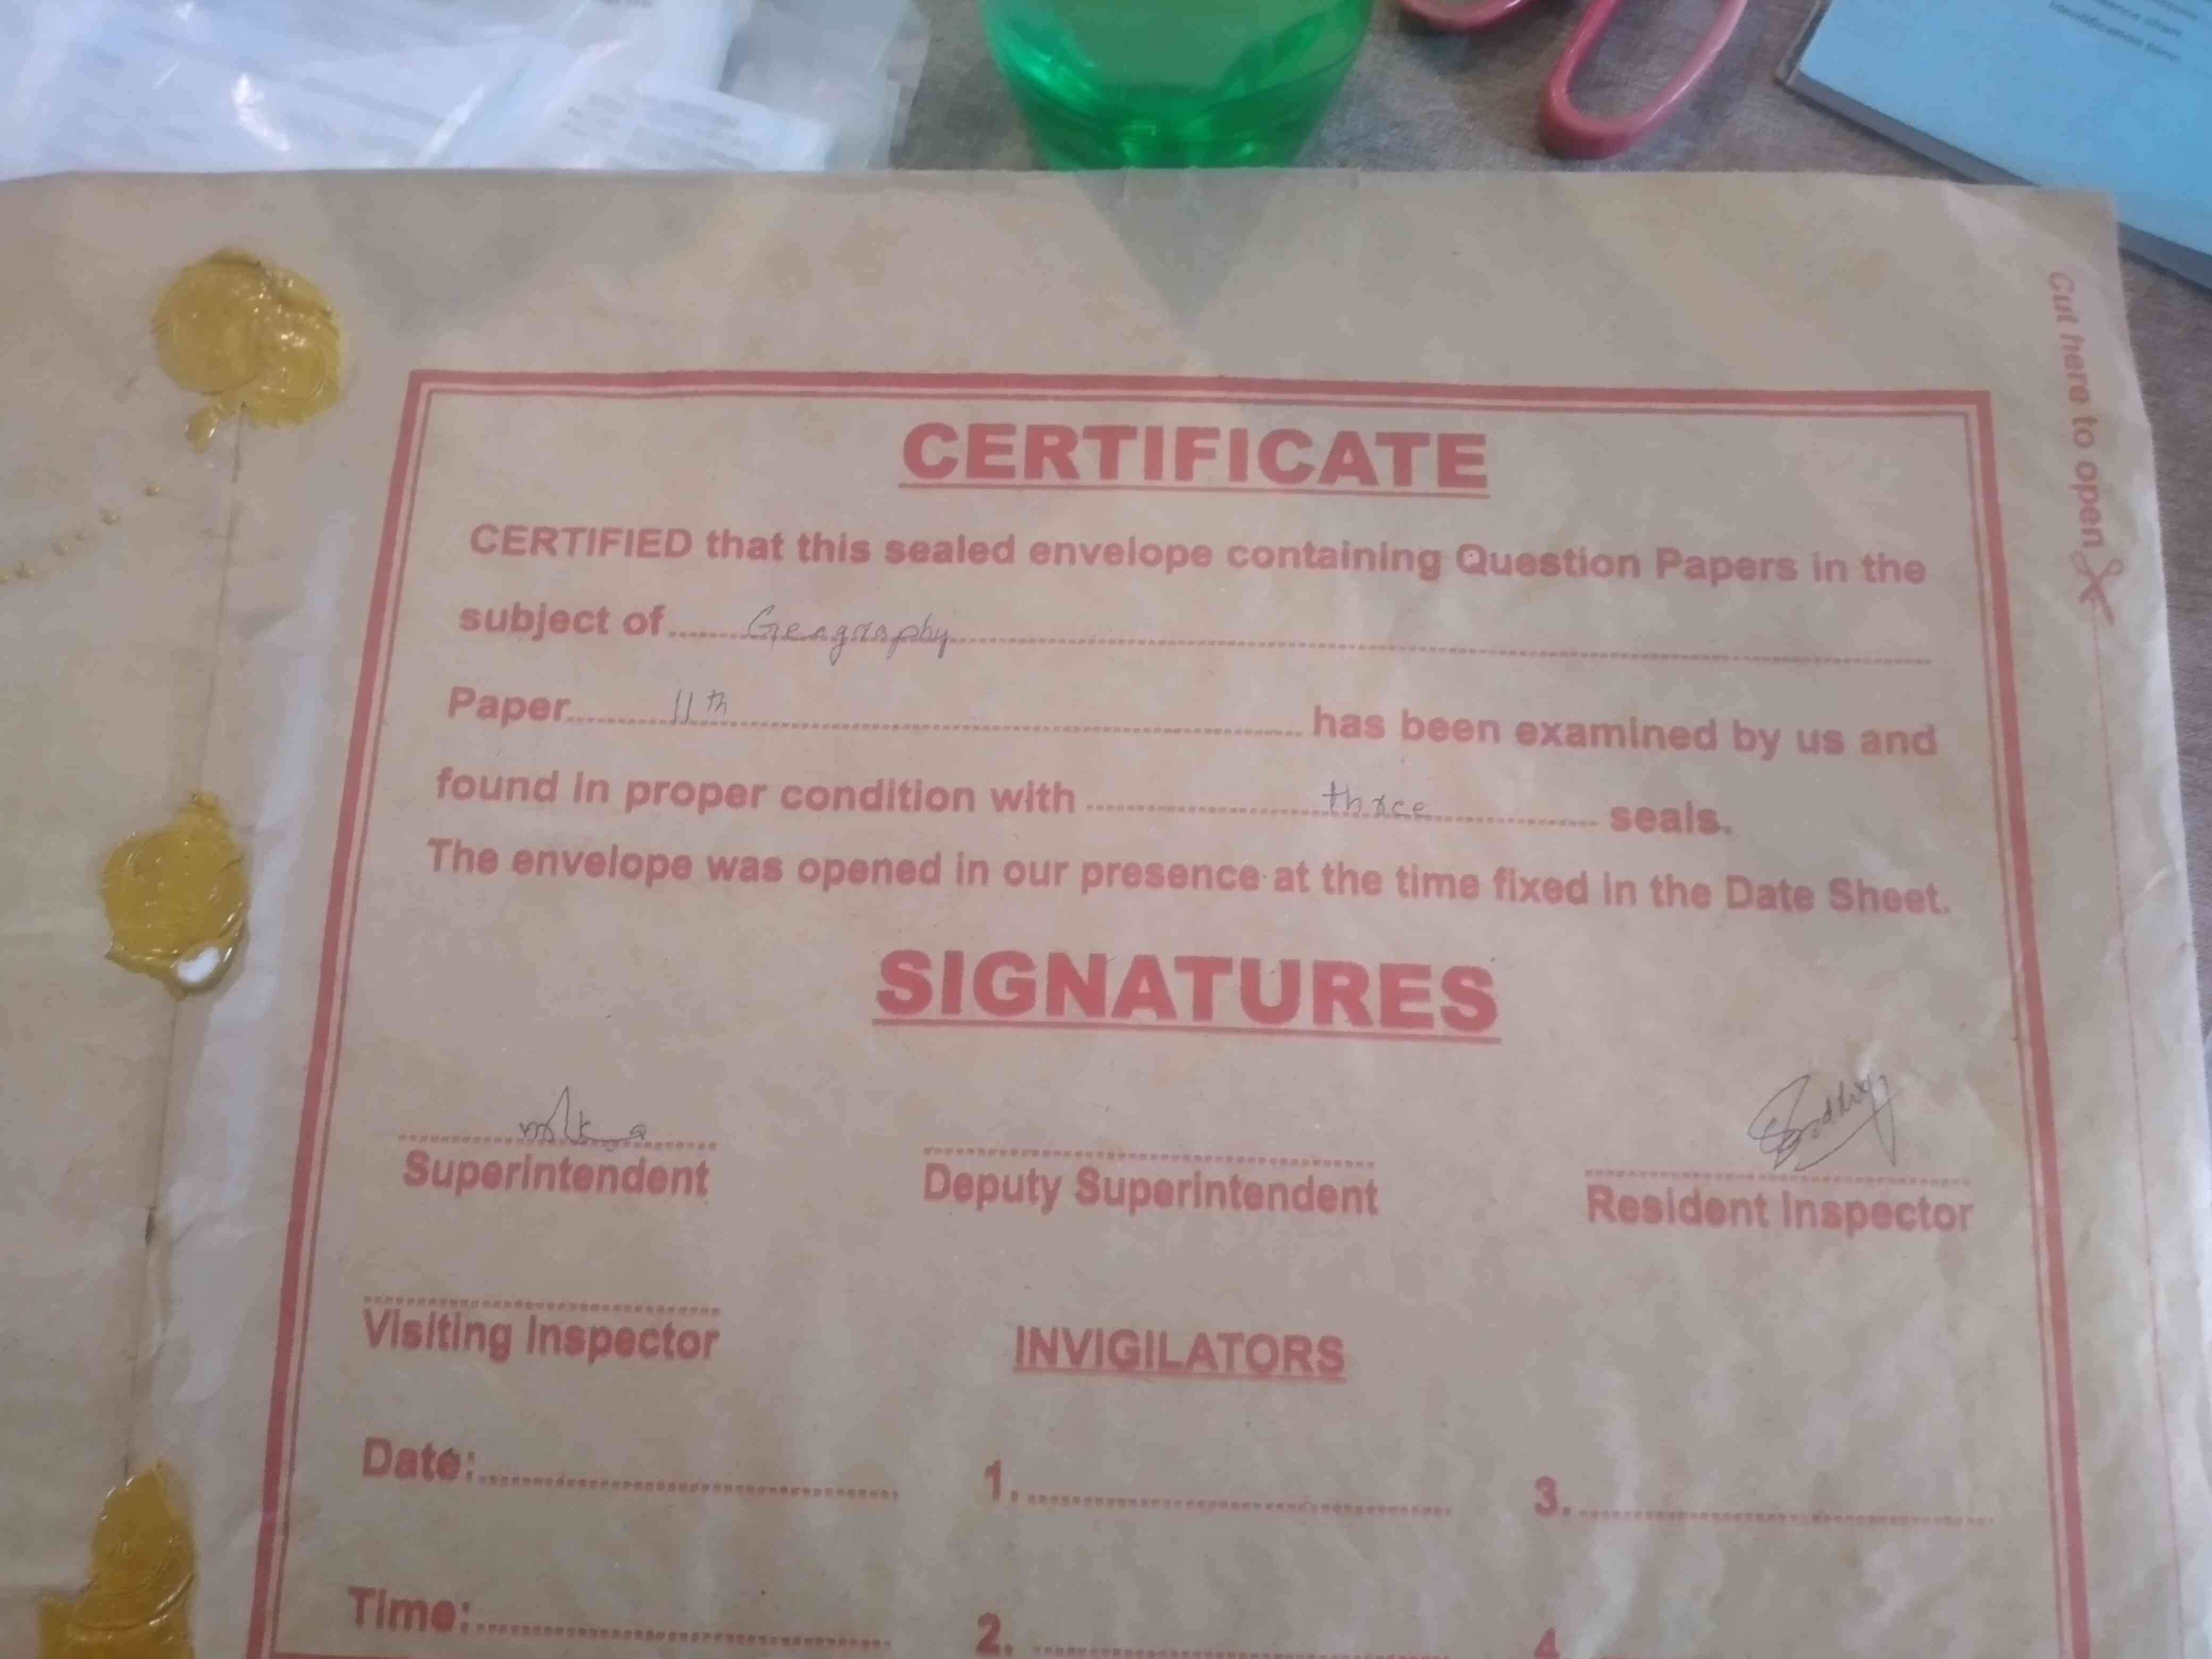 CERTIFICATE
CERTIFIED that this sealed envelope containing Question Papers in the
subject of Geography
Paper 11th has been examined by us and
found in proper condition with three seals.
The envelope was opened in our presence at the time fixed in the Date Sheet.
SIGNATURES
Superintendent
Deputy Superintendent
Resident Inspector
Visiting Inspector
INVIGILATORS
Date:
1.
3.
Time:
2.
4
Cut here to open